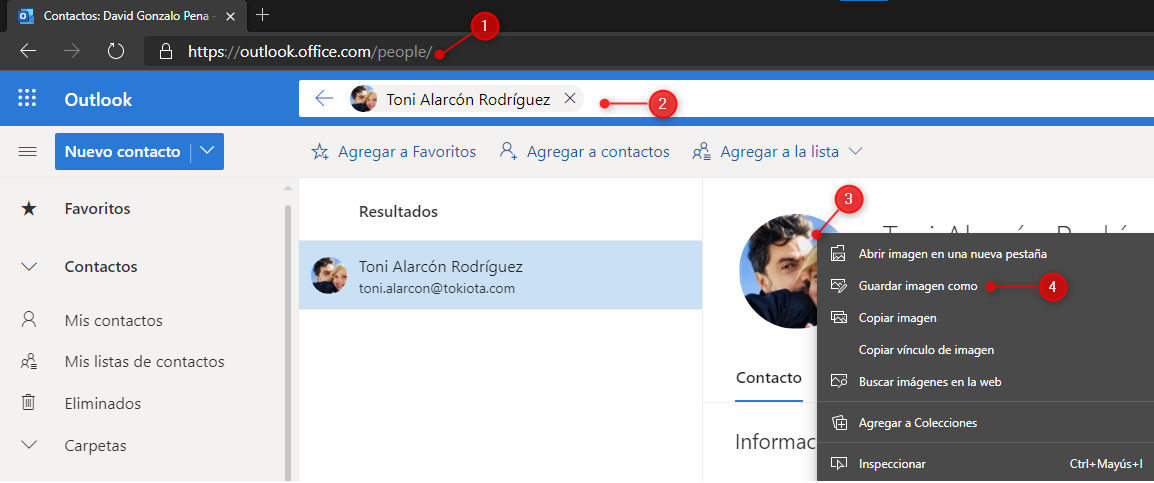 Contactos: David Gonzalo Pena -
1
https://outlook.office.com/people/
Outlook
Toni Alarcón Rodríguez
2
Nuevo contacto
Agregar a Favoritos
Agregar a contactos
Agregar a la lista
Favoritos
Resultados
3
Contactos
Toni Alarcón Rodríguez
toni.alarcon@tokiota.com
Abrir imagen en una nueva pestaña
Guardar imagen como
4
Copiar imagen
Copiar vínculo de imagen
Buscar imágenes en la web
Agregar a Colecciones
Inspeccionar
Ctrl+Mayús+I
Mis contactos
Mis listas de contactos
Eliminados
Carpetas
Contacto
Informac